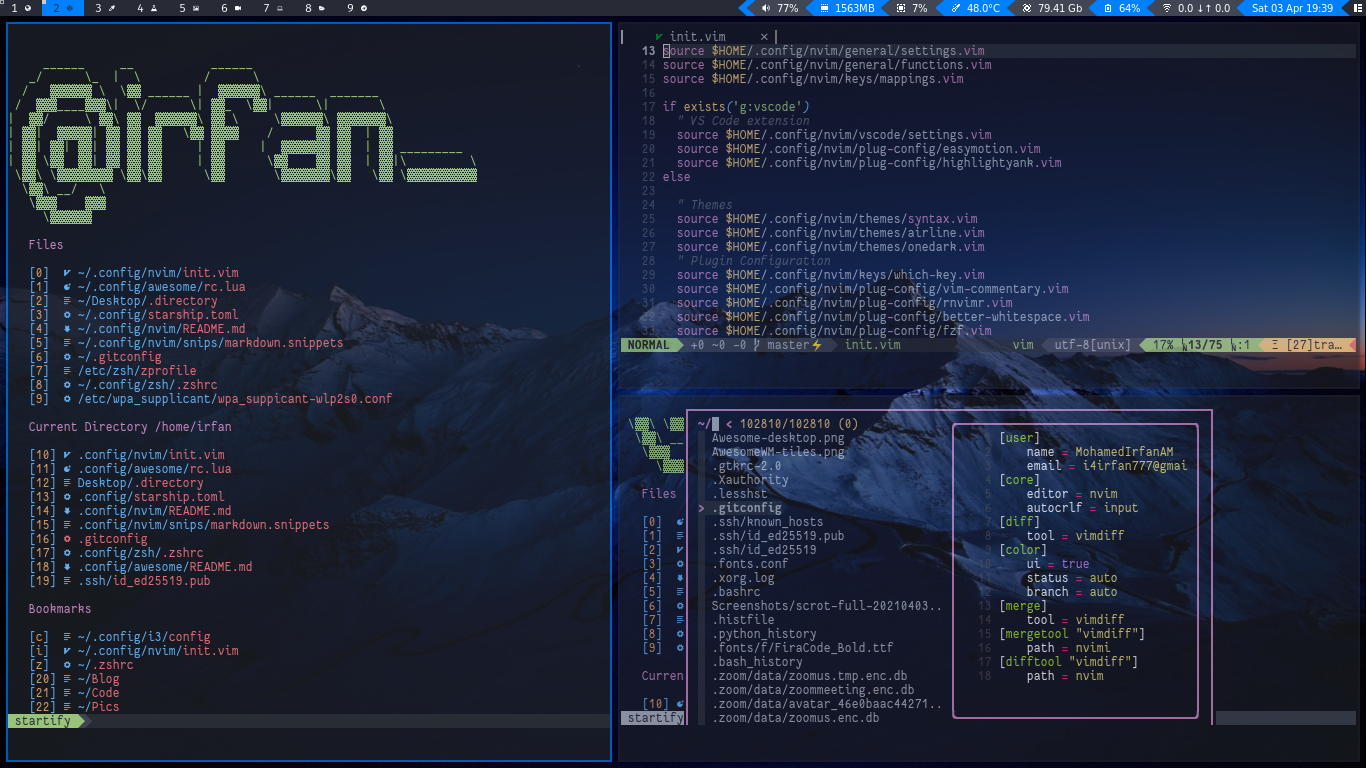 1 2 3 4 5 6 7 8 9 77% 1563MB 7% 48.0°C 79.41 Gb 64% 0.0 ↓↑ 0.0 Sat 03 Apr 19:39
@irfan_
Files
[0] ~/.config/nvim/init.vim
[1] ~/.config/awesome/rc.lua
[2] ~/Desktop/.directory
[3] ~/.config/starship.toml
[4] ~/.config/nvim/README.md
[5] ~/.config/nvim/snips/markdown.snippets
[6] ~/.gitconfig
[7] /etc/zsh/zprofile
[8] ~/.config/zsh/.zshrc
[9] /etc/wpa_supplicant/wpa_suppicant-wlp2s0.conf
Current Directory /home/irfan
[10] .config/nvim/init.vim
[11] .config/awesome/rc.lua
[12] Desktop/.directory
[13] .config/starship.toml
[14] .config/nvim/README.md
[15] .config/nvim/snips/markdown.snippets
[16] .gitconfig
[17] .config/zsh/.zshrc
[18] .config/awesome/README.md
[19] .ssh/id_ed25519.pub
Bookmarks
[c] ~/.config/i3/config
[i] ~/.config/nvim/init.vim
[z] ~/.zshrc
[20] ~/Blog
[21] ~/Code
[22] ~/Pics
startify
init.vim ×
13 source $HOME/.config/nvim/general/settings.vim
14 source $HOME/.config/nvim/general/functions.vim
15 source $HOME/.config/nvim/keys/mappings.vim
16
17 if exists('g:vscode')
18 " VS Code extension
19 source $HOME/.config/nvim/vscode/settings.vim
20 source $HOME/.config/nvim/plug-config/easymotion.vim
21 source $HOME/.config/nvim/plug-config/highlightyank.vim
22 else
23
24 " Themes
25 source $HOME/.config/nvim/themes/syntax.vim
26 source $HOME/.config/nvim/themes/airline.vim
27 source $HOME/.config/nvim/themes/onedark.vim
28 " Plugin Configuration
29 source $HOME/.config/nvim/keys/which-key.vim
30 source $HOME/.config/nvim/plug-config/vim-commentary.vim
31 source $HOME/.config/nvim/plug-config/rnvimr.vim
32 source $HOME/.config/nvim/plug-config/better-whitespace.vim
33 source $HOME/.config/nvim/plug-config/fzf.vim
NORMAL +0 ~0 -0 master⚡ init.vim vim utf-8[unix] 17% 13/75 :1 Ξ [27]tra…
Files
[0]
[1]
[2]
[3]
[4]
[5]
[6]
[7]
[8]
[9]
Curren
[10]
startify
~/ < 102810/102810 (0)
Awesome-desktop.png
AwesomeWM-tiles.png
.gtkrc-2.0
.Xauthority
.lesshst
> .gitconfig
.ssh/known_hosts
.ssh/id_ed25519.pub
.ssh/id_ed25519
.fonts.conf
.xorg.log
.bashrc
Screenshots/scrot-full-20210403..
.histfile
.python_history
.fonts/f/FiraCode_Bold.ttf
.bash_history
.zoom/data/zoomus.tmp.enc.db
.zoom/data/zoommeeting.enc.db
.zoom/data/avatar_46e0baac44271..
.zoom/data/zoomus.enc.db
1 [user]
2 name = MohamedIrfanAM
3 email = i4irfan777@gmai
4 [core]
5 editor = nvim
6 autocrlf = input
7 [diff]
8 tool = vimdiff
9 [color]
10 ui = true
11 status = auto
12 branch = auto
13 [merge]
14 tool = vimdiff
15 [mergetool "vimdiff"]
16 path = nvimi
17 [difftool "vimdiff"]
18 path = nvim